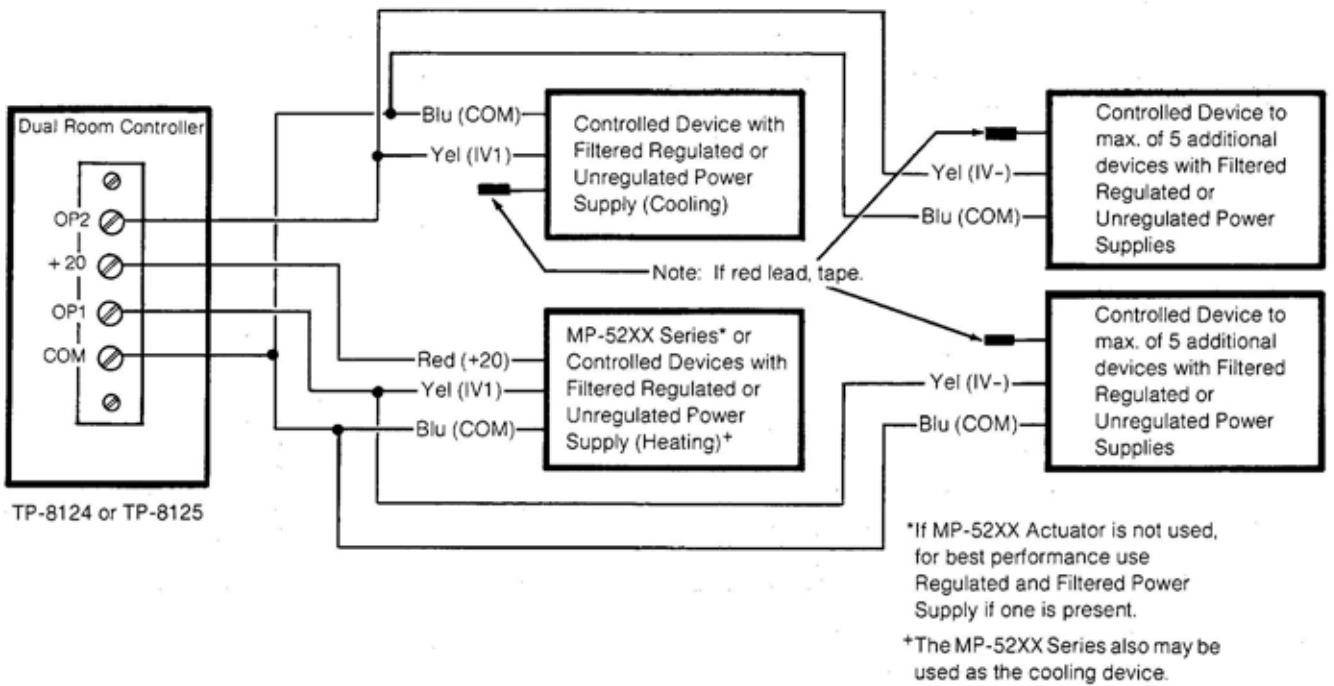 Dual Room Controller
OP2
+ 20
OP1
COM
TP-8124 or TP-8125
Blu (COM)
Yel (IV1)
Controlled Device with
Filtered Regulated or
Unregulated Power
Supply (Cooling)
Note: If red lead, tape.
Red (+20)
Yel (IV1)
Blu (COM)
MP-52XX Series* or
Controlled Devices with
Filtered Regulated or
Unregulated Power
Supply (Heating)+
Yel (IV-)
Blu (COM)
Controlled Device to
max. of 5 additional
devices with Filtered
Regulated or
Unregulated Power
Supplies
Yel (IV-)
Blu (COM)
Controlled Device to
max. of 5 additional
devices with Filtered
Regulated or
Unregulated Power
Supplies
*If MP-52XX Actuator is not used,
for best performance use
Regulated and Filtered Power
Supply if one is present.
+The MP-52XX Series also may be
used as the cooling device.